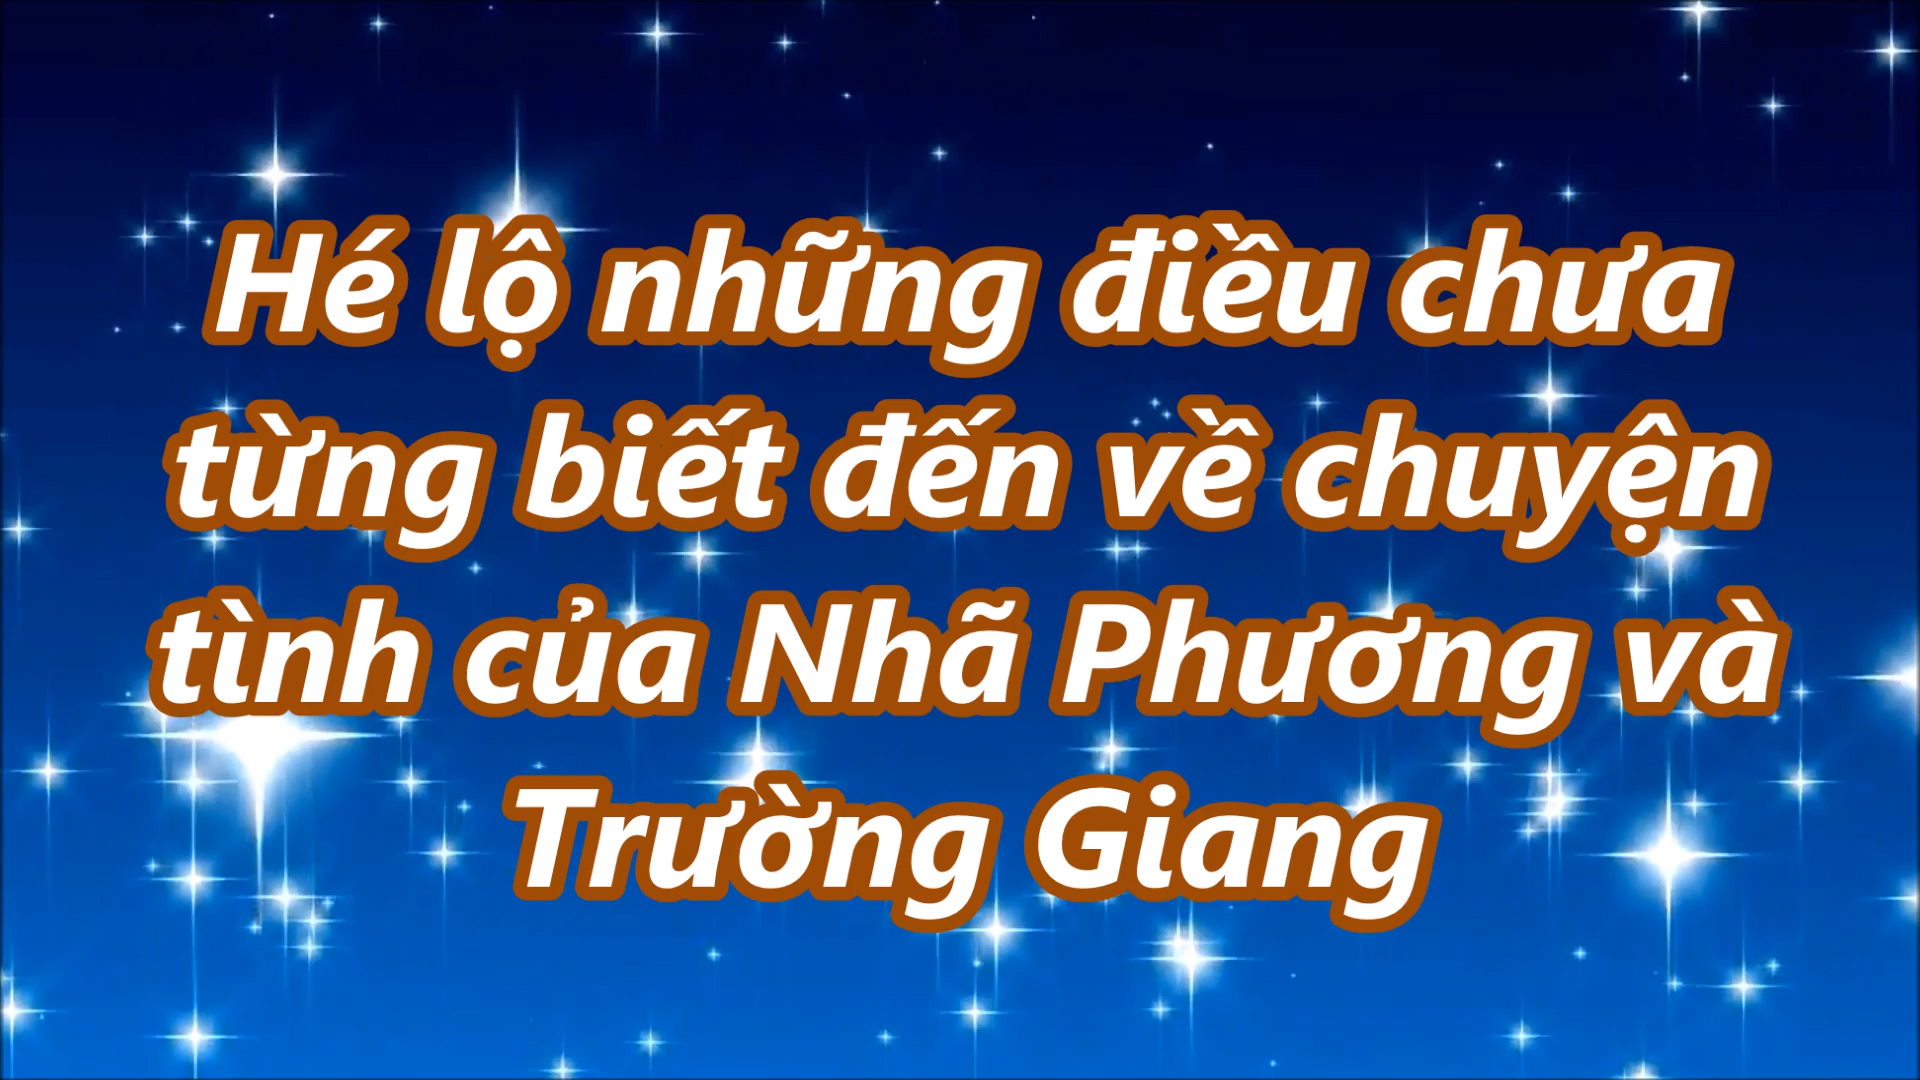 Hé lộ những điều chưa
từng biết đến về chuyện
tình của Nhã Phương và
Trường Giang